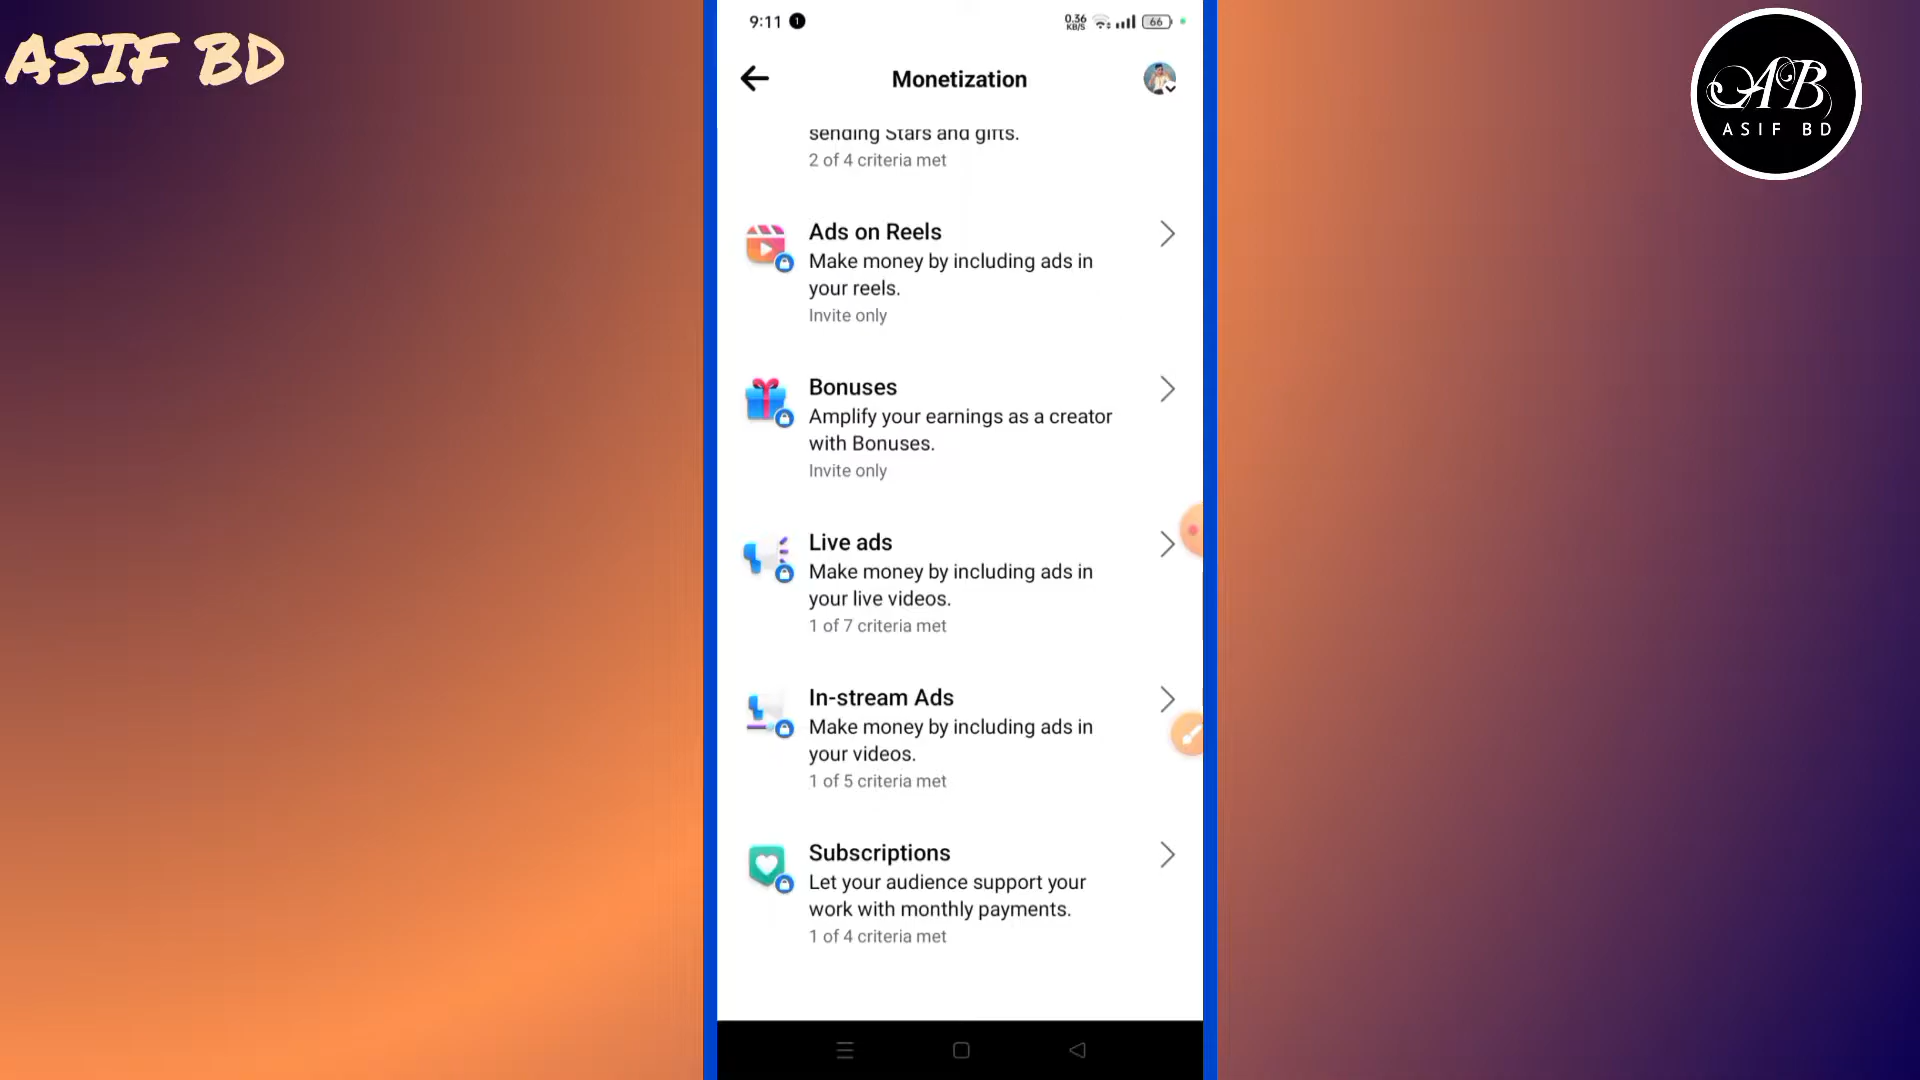 ASIF BD
9:11
1
0.36
KB/S
66
AB
ASIF BD
Monetization
sending Stars and gifts.
2 of 4 criteria met
Ads on Reels
Make money by including ads in
your reels.
Invite only
Bonuses
Amplify your earnings as a creator
with Bonuses.
Invite only
Live ads
Make money by including ads in
your live videos.
1 of 7 criteria met
In-stream Ads
Make money by including ads in
your videos.
1 of 5 criteria met
Subscriptions
Let your audience support your
work with monthly payments.
1 of 4 criteria met